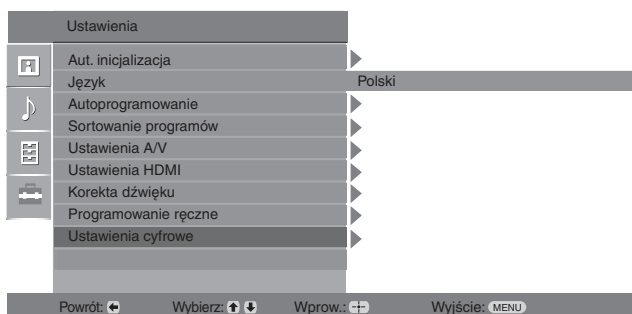 Ustawienia
Aut. inicjalizacja
Język Polski
Autoprogramowanie
Sortowanie programów
Ustawienia A/V
Ustawienia HDMI
Korekta dźwięku
Programowanie ręczne
Ustawienia cyfrowe
Powrót: Wybierz: Wprow.: Wyjście: MENU